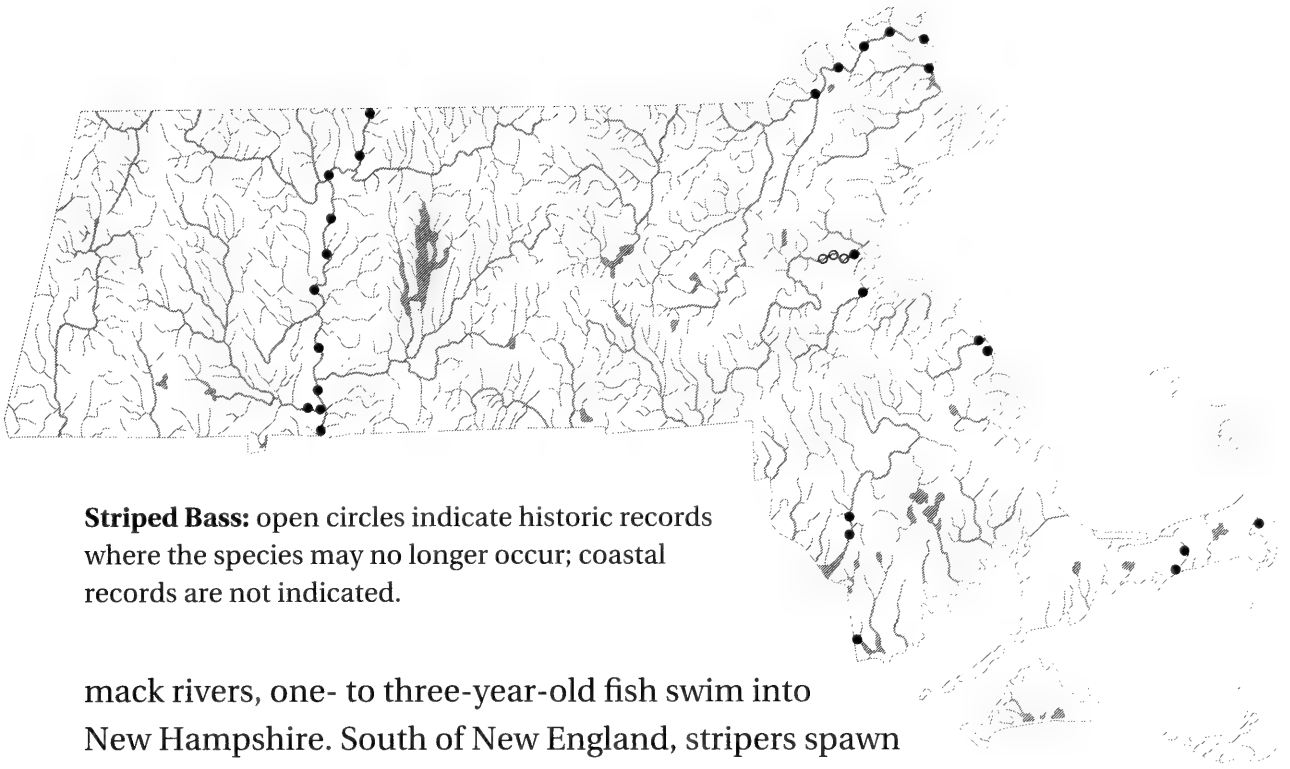 Striped Bass: open circles indicate historic records
where the species may no longer occur; coastal
records are not indicated.
mack rivers, one- to three-year-old fish swim into
New Hampshire. South of New England, stripers spawn